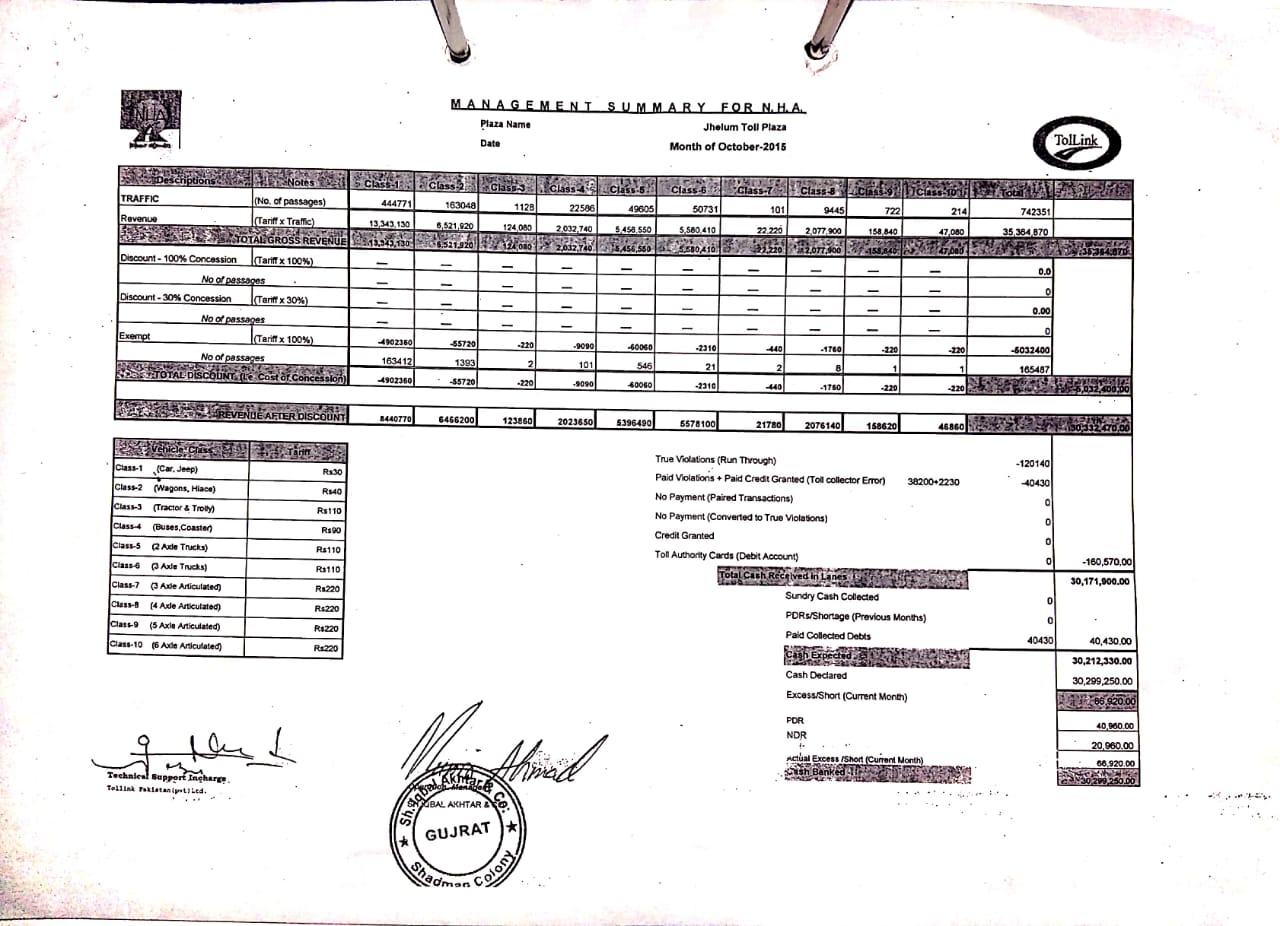 NHA
MANAGEMENT SUMMARY FOR N.H.A.
Plaza Name Jhelum Toll Plaza
Date Month of October-2015
TolLink
Descriptions Notes Class-1 Class-2 Class-3 Class-4 Class-5 Class-6 Class-7 Class-8 Class-9 Class-10 Total
TRAFFIC (No. of passages) 444771 163048 1128 22586 49605 50731 101 9445 722 214 742351
Revenue (Tariff x Traffic) 13,343,130 6,521,920 124,080 2,032,740 5,456,550 5,580,410 22,220 2,077,900 158,840 47,080 35,364,870
TOTAL GROSS REVENUE 13,343,130 6,521,920 124,080 2,032,740 5,456,550 5,580,410 22,220 2,077,900 158,840 47,080 35,364,870
Discount - 100% Concession (Tariff x 100%) — — — — — — — — — — 0.0
No of passages — — — — — — — — — — 0
Discount - 30% Concession (Tariff x 30%) — — — — — — — — — — 0.00
No of passages — — — — — — — — — — 0
Exempt (Tariff x 100%) -4902360 -55720 -220 -9090 -60060 -2310 -440 -1760 -220 -220 -5032400
No of passages 163412 1393 2 101 546 21 2 8 1 1 165487
TOTAL DISCOUNT (i.e. Cost of Concession) -4902360 -55720 -220 -9090 -60060 -2310 -440 -1760 -220 -220 5,032,400.00
REVENUE AFTER DISCOUNT 8440770 6466200 123860 2023650 5396490 5578100 21780 2076140 158620 46860 30,332,470.00
Vehicle Class Tariff
Class-1 (Car, Jeep) Rs30
Class-2 (Wagons, Hiace) Rs40
Class-3 (Tractor & Trolly) Rs110
Class-4 (Buses,Coaster) Rs90
Class-5 (2 Axle Trucks) Rs110
Class-6 (3 Axle Trucks) Rs110
Class-7 (3 Axle Articulated) Rs220
Class-8 (4 Axle Articulated) Rs220
Class-9 (5 Axle Articulated) Rs220
Class-10 (6 Axle Articulated) Rs220
True Violations (Run Through) -120140
Paid Violations + Paid Credit Granted (Toll collector Error) 38200+2230 -40430
No Payment (Paired Transactions) 0
No Payment (Converted to True Violations) 0
Credit Granted 0
Toll Authority Cards (Debit Account) 0 -160,570.00
Total Cash Received in Lanes 30,171,900.00
Sundry Cash Collected 0
PDRs/Shortage (Previous Months) 0
Paid Collected Debts 40430 40,430.00
Cash Expected 30,212,330.00
Cash Declared 30,299,250.00
Excess/Short (Current Month) 86,920.00
PDR 40,960.00
NDR 20,960.00
Actual Excess /Short (Current Month) 66,920.00
Cash Banked 30,299,250.00
Technical Support Incharge
Tollink Pakistan(pvt)Ltd.
Ahmad
Sh. Iqbal Akhtar & Co:
SH. IQBAL AKHTAR & CO
GUJRAT
Shadman Colony